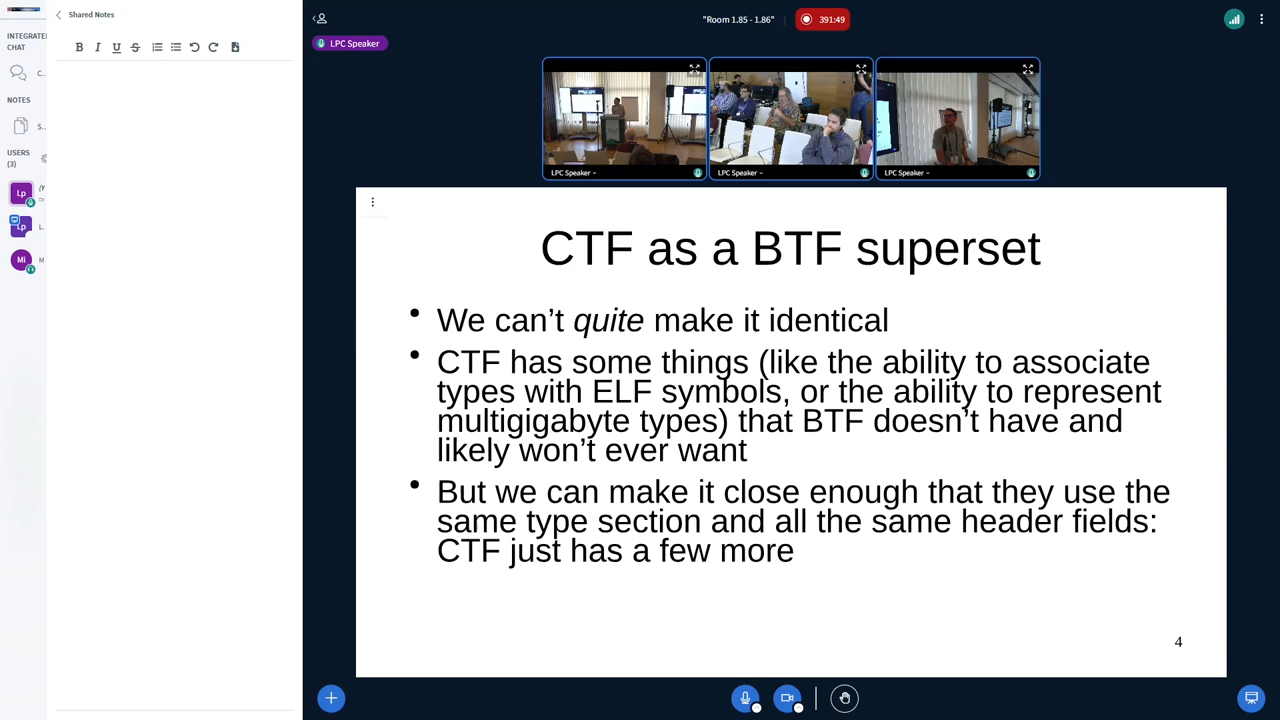 Shared Notes
INTEGRATE
CHAT
C..
NOTES
S..
USERS
(3)
Lp
Lp
L..
Mi
M
B I U S
"Room 1.85 - 1.86"
391:49
LPC Speaker
LPC Speaker
LPC Speaker
LPC Speaker
CTF as a BTF superset
• We can’t quite make it identical
• CTF has some things (like the ability to associate
types with ELF symbols, or the ability to represent
multigigabyte types) that BTF doesn’t have and
likely won’t ever want
• But we can make it close enough that they use the
same type section and all the same header fields:
CTF just has a few more
4